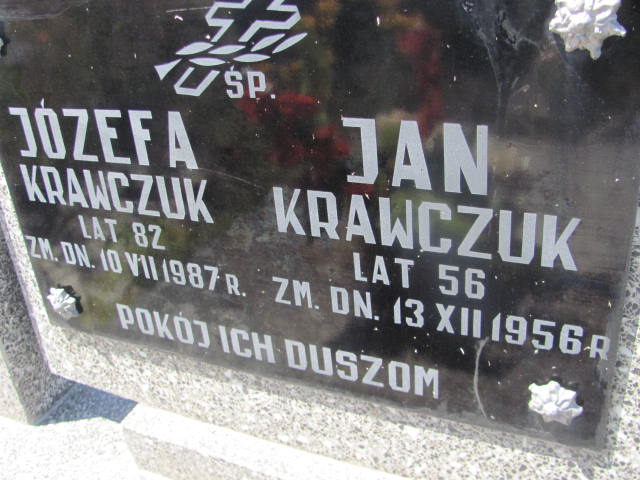 ŚP.
JÓZEFA
KRAWCZUK
LAT 82
ZM. DN. 10 VII 1987 R.
JAN
KRAWCZUK
LAT 56
ZM. DN. 13 XII 1956 R
POKÓJ ICH DUSZOM